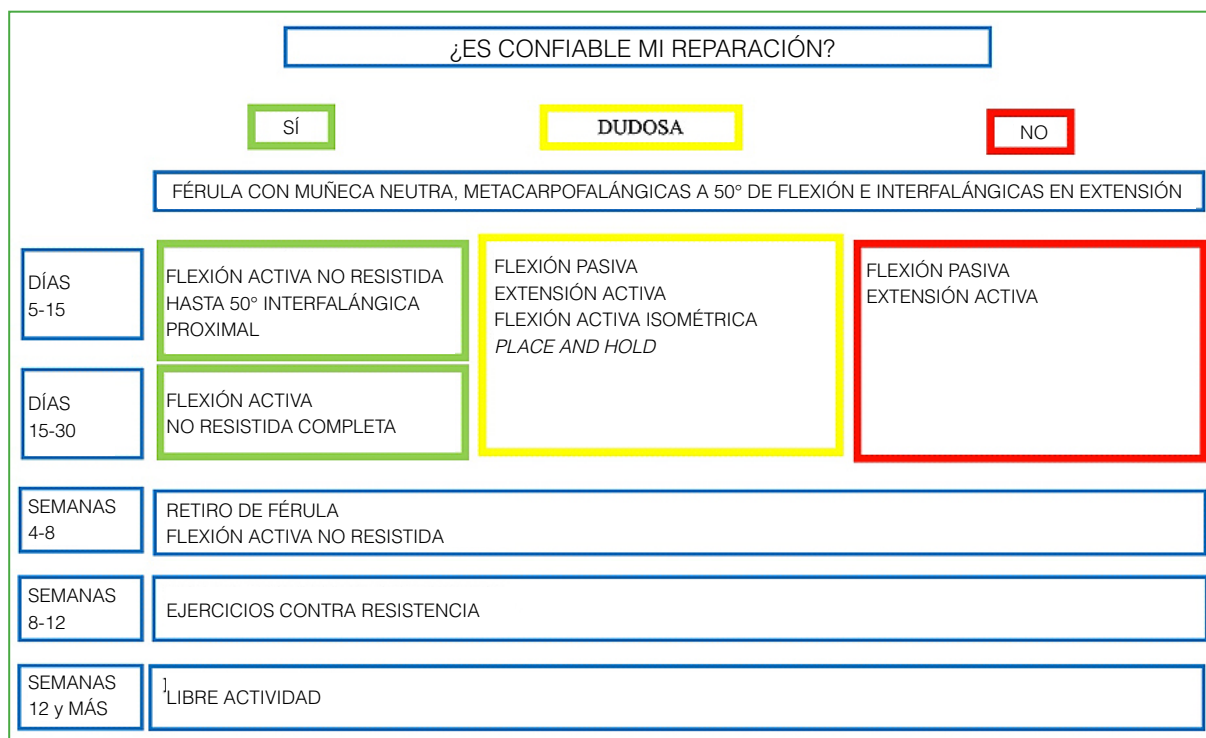 ¿ES CONFIABLE MI REPARACIÓN?
SÍ
DUDOSA
NO
FÉRULA CON MUÑECA NEUTRA, METACARPOFALÁNGICAS A 50° DE FLEXIÓN E INTERFALÁNGICAS EN EXTENSIÓN
DÍAS
5-15
FLEXIÓN ACTIVA NO RESISTIDA
HASTA 50° INTERFALÁNGICA
PROXIMAL
FLEXIÓN PASIVA
EXTENSIÓN ACTIVA
FLEXIÓN ACTIVA ISOMÉTRICA
PLACE AND HOLD
FLEXIÓN PASIVA
EXTENSIÓN ACTIVA
DÍAS
15-30
FLEXIÓN ACTIVA
NO RESISTIDA COMPLETA
SEMANAS
4-8
RETIRO DE FÉRULA
FLEXIÓN ACTIVA NO RESISTIDA
SEMANAS
8-12
EJERCICIOS CONTRA RESISTENCIA
SEMANAS
12 y MÁS
LIBRE ACTIVIDAD